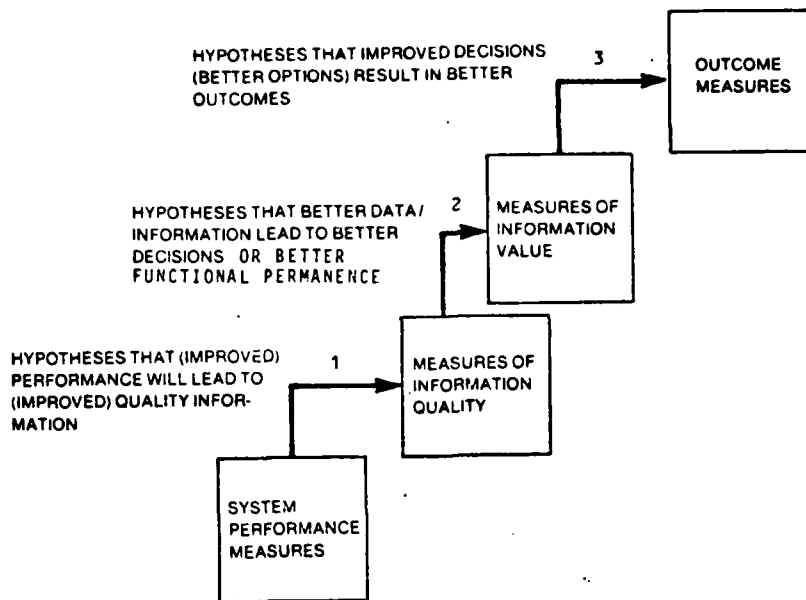 HYPOTHESES THAT IMPROVED DECISIONS
(BETTER OPTIONS) RESULT IN BETTER
OUTCOMES
3
OUTCOME
MEASURES
HYPOTHESES THAT BETTER DATA/
INFORMATION LEAD TO BETTER
DECISIONS OR BETTER
FUNCTIONAL PERMANENCE
2
MEASURES OF
INFORMATION
VALUE
HYPOTHESES THAT (IMPROVED)
PERFORMANCE WILL LEAD TO
(IMPROVED) QUALITY INFOR-
MATION
1
MEASURES OF
INFORMATION
QUALITY
SYSTEM
PERFORMANCE
MEASURES